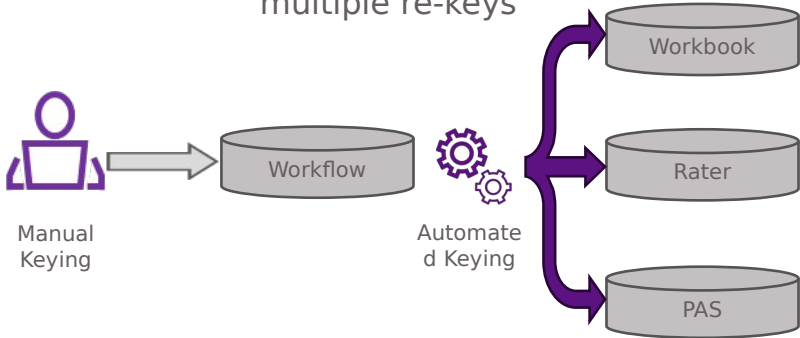 multiple re-keys
Workbook
Workflow
Rater
Manual
Keying
Automate
d Keying
PAS